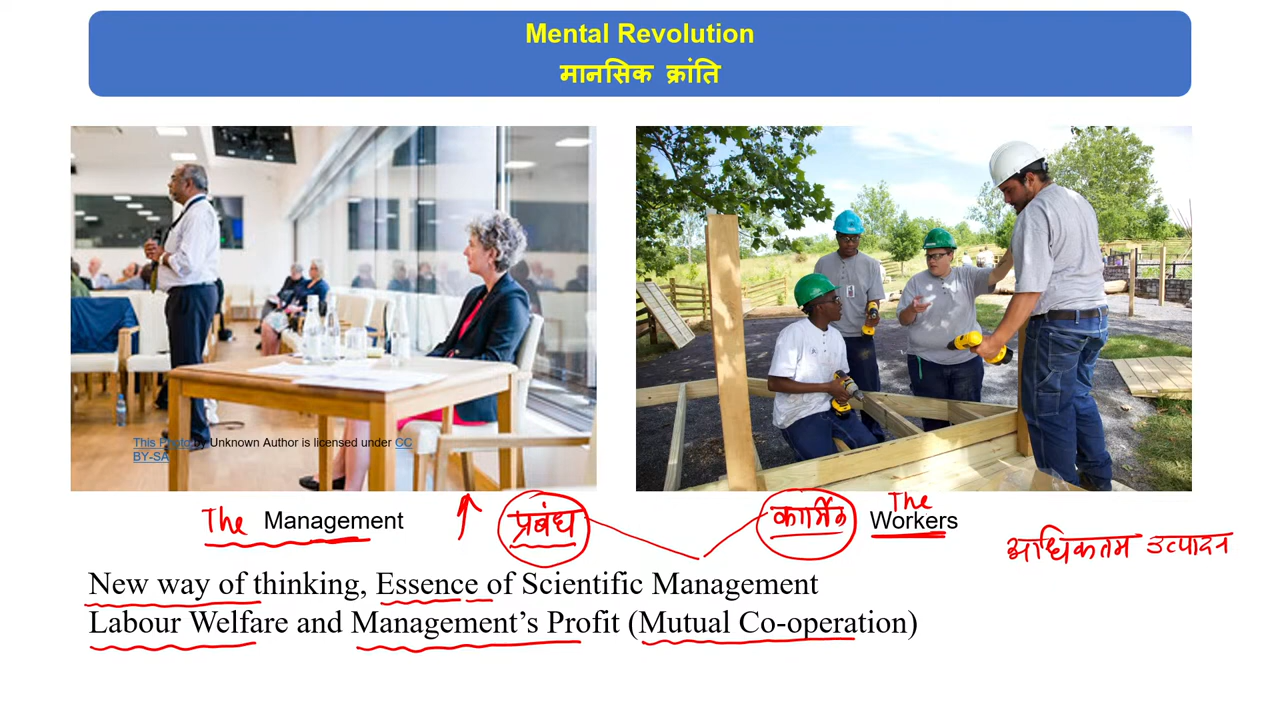 Mental Revolution
मानसिक क्रांति
This Photo by Unknown Author is licensed under CC
BY-SA
The Management
प्रबंध
कार्मिक
The
Workers
अधिकतम उत्पादन
New way of thinking, Essence of Scientific Management
Labour Welfare and Management’s Profit (Mutual Co-operation)